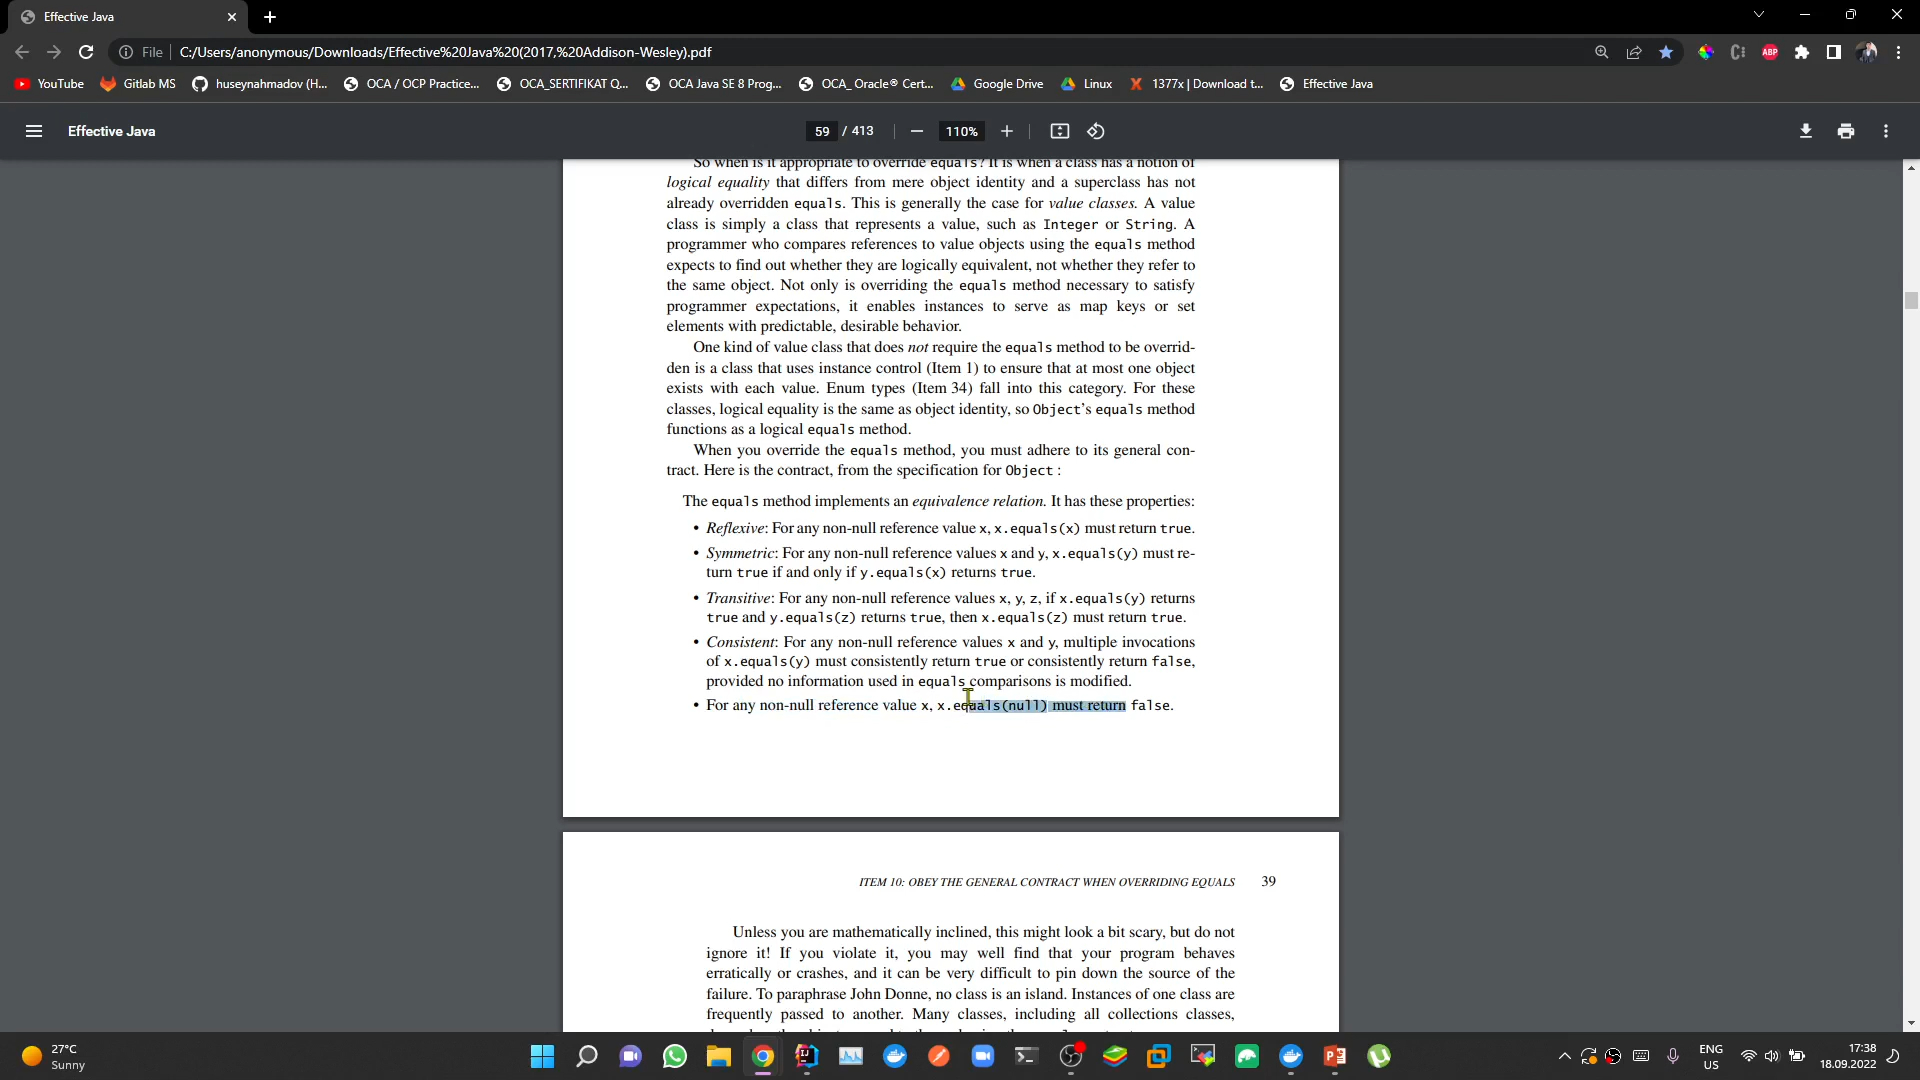 Effective Java
File
C:/Users/anonymous/Downloads/Effective%20Java%20(2017,%20Addison-Wesley).pdf
ABP
YouTube
Gitlab MS
huseynahmadov (H...
OCA / OCP Practice...
OCA_SERTIFIKAT Q...
OCA Java SE 8 Prog...
OCA_ Oracle® Cert...
Google Drive
Linux
1377x | Download t...
Effective Java
Effective Java
59 / 413
110%
So when is it appropriate to override equals? It is when a class has a notion of
logical equality that differs from mere object identity and a superclass has not
already overridden equals. This is generally the case for value classes. A value
class is simply a class that represents a value, such as Integer or String. A
programmer who compares references to value objects using the equals method
expects to find out whether they are logically equivalent, not whether they refer to
the same object. Not only is overriding the equals method necessary to satisfy
programmer expectations, it enables instances to serve as map keys or set
elements with predictable, desirable behavior.
One kind of value class that does not require the equals method to be overrid-
den is a class that uses instance control (Item 1) to ensure that at most one object
exists with each value. Enum types (Item 34) fall into this category. For these
classes, logical equality is the same as object identity, so Object's equals method
functions as a logical equals method.
When you override the equals method, you must adhere to its general con-
tract. Here is the contract, from the specification for Object :
The equals method implements an equivalence relation. It has these properties:
• Reflexive: For any non-null reference value x, x.equals(x) must return true.
• Symmetric: For any non-null reference values x and y, x.equals(y) must re-
turn true if and only if y.equals(x) returns true.
• Transitive: For any non-null reference values x, y, z, if x.equals(y) returns
true and y.equals(z) returns true, then x.equals(z) must return true.
• Consistent: For any non-null reference values x and y, multiple invocations
of x.equals(y) must consistently return true or consistently return false,
provided no information used in equals comparisons is modified.
• For any non-null reference value x, x.equals(null) must return false.
ITEM 10: OBEY THE GENERAL CONTRACT WHEN OVERRIDING EQUALS 39
Unless you are mathematically inclined, this might look a bit scary, but do not
ignore it! If you violate it, you may well find that your program behaves
erratically or crashes, and it can be very difficult to pin down the source of the
failure. To paraphrase John Donne, no class is an island. Instances of one class are
frequently passed to another. Many classes, including all collections classes,
27°C
Sunny
ENG
US
17:38
18.09.2022